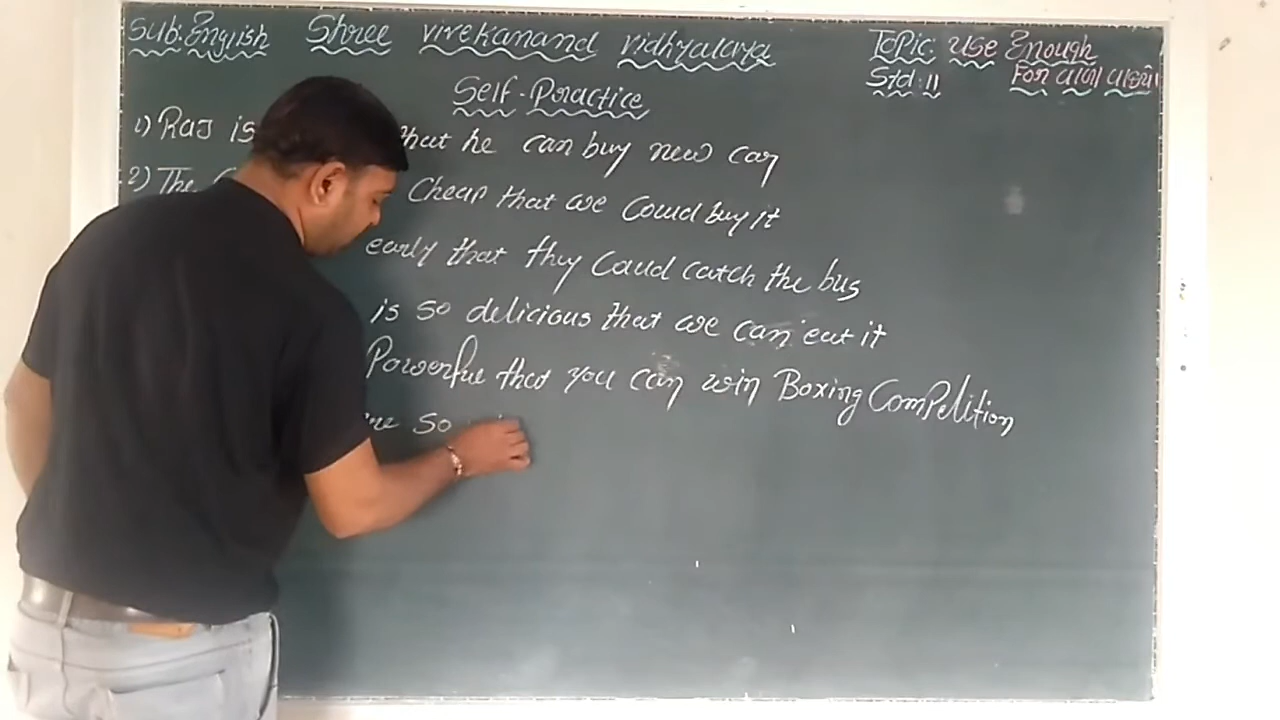 Sub:English Shree vivekanand vidhyalaya Topic: Use Enough
Std:11 For વાળા વાક્યો
Self-Practice
1) Raj is that he can buy new car
2) The Cheap that we Could buy it
early that they Could catch the bus
is so delicious that we can eat it
Powerful that you can win Boxing Competition
so